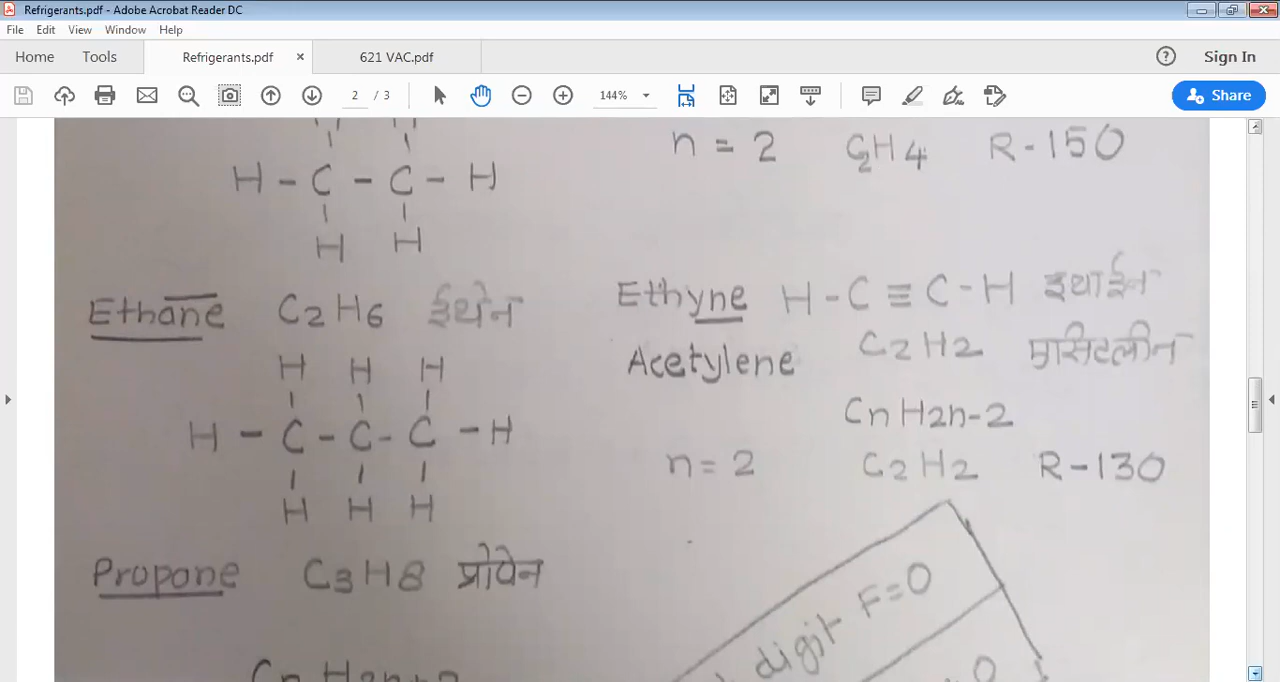 Refrigerants.pdf - Adobe Acrobat Reader DC
File Edit View Window Help
Home Tools Refrigerants.pdf × 621 VAC.pdf ? Sign In
2 / 3 144% Share
n = 2 C2H4 R-150
H - C - C - H
H H
Ethane C2H6 ईथेन
Ethyne H-C≡C-H इथाईन
Acetylene C2H2 एसिटलीन
CnH2n-2
n=2 C2H2 R-130
H H H
H - C - C - C - H
H H H
Propane C3H8 प्रोपेन
digit F=0